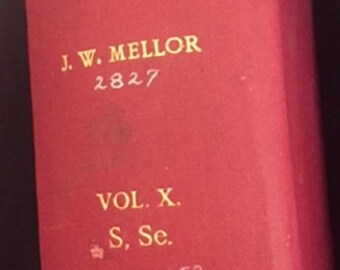 J. W. MELLOR
2827
VOL. X.
S, Se.